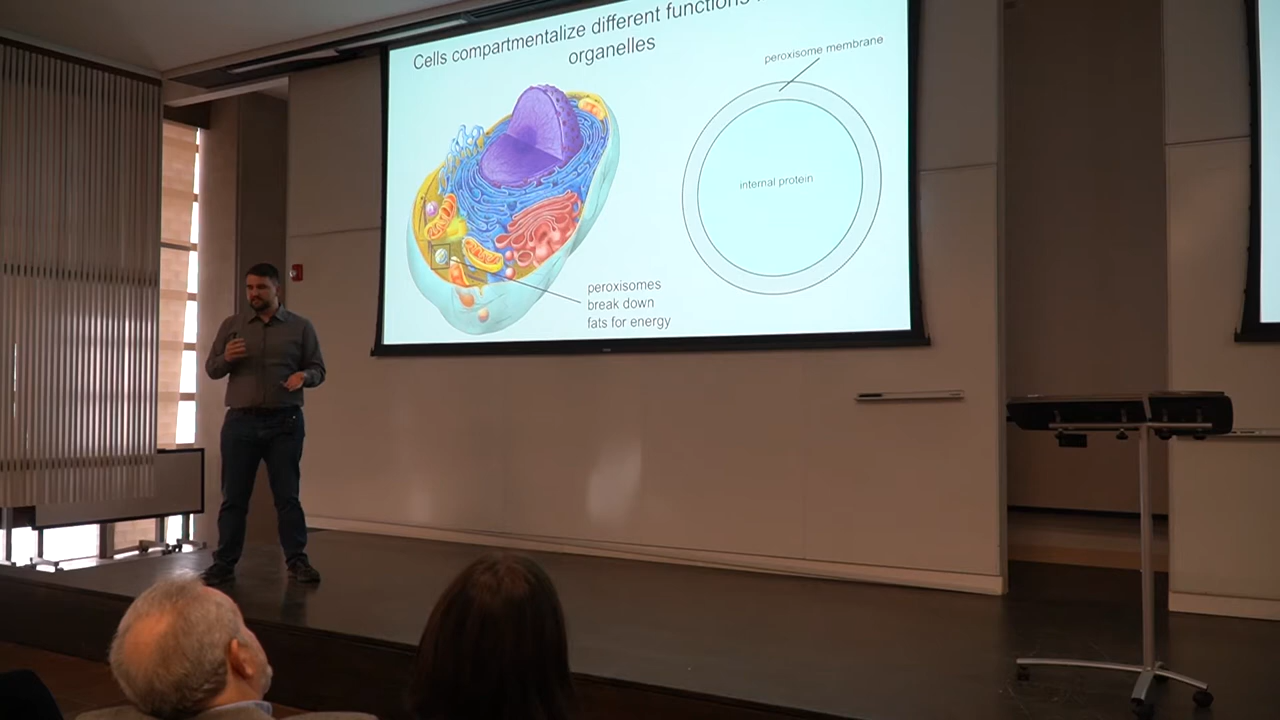 Cells compartmentalize different functions
organelles
peroxisome membrane
internal protein
peroxisomes
break down
fats for energy